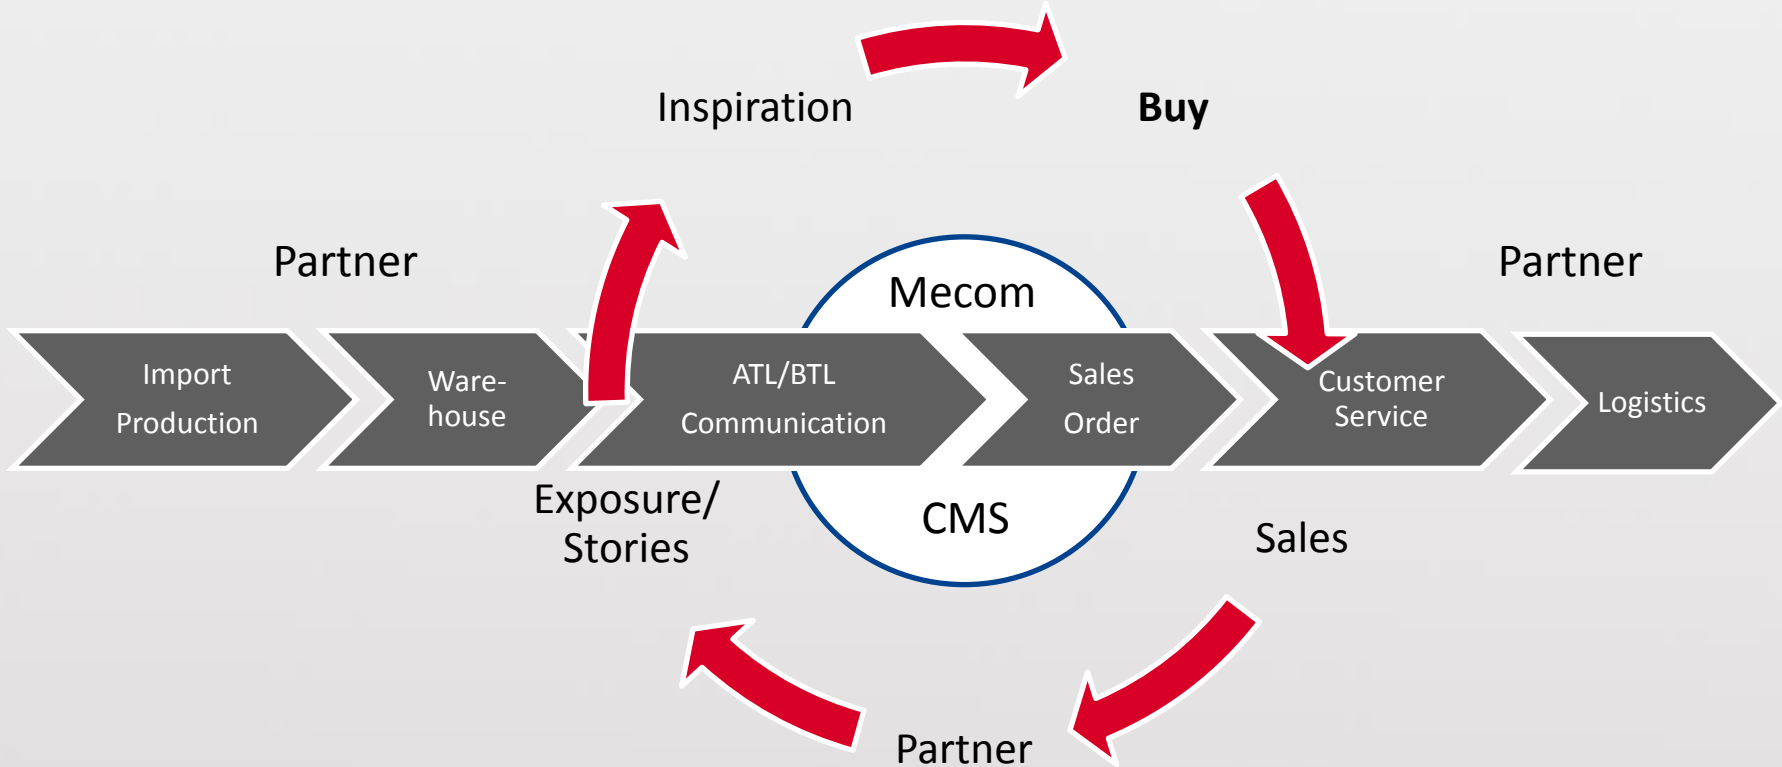 Inspiration
Buy
Partner
Partner
Mecom
Import
Production
Ware-
house
ATL/BTL
Communication
Sales
Order
Customer
Service
Logistics
Exposure/
Stories
CMS
Sales
Partner